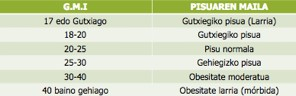 G.M.I PISUAREN MAILA
17 edo Gutxiago Gutxiegiko pisua (Larria)
18-20 Gutxiegiko pisua
20-25 Pisu normala
25-30 Gehiegizko pisua
30-40 Obesitate moderatua
40 baino gehiago Obesitate larria (mórbida)